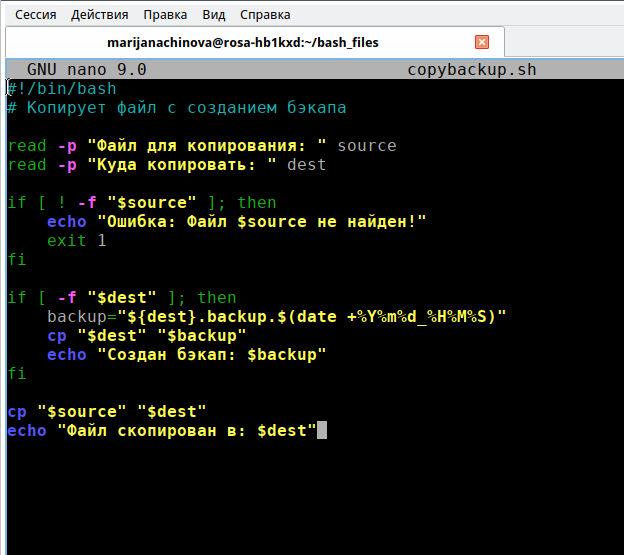 Сессия Действия Правка Вид Справка
marijanachinova@rosa-hb1kxd:~/bash_files
GNU nano 9.0 copybackup.sh
#!/bin/bash
# Копирует файл с созданием бэкапа
read -p "Файл для копирования: " source
read -p "Куда копировать: " dest
if [ ! -f "$source" ]; then
echo "Ошибка: Файл $source не найден!"
exit 1
fi
if [ -f "$dest" ]; then
backup="${dest}.backup.$(date +%Y%m%d_%H%M%S)"
cp "$dest" "$backup"
echo "Создан бэкап: $backup"
fi
cp "$source" "$dest"
echo "Файл скопирован в: $dest"